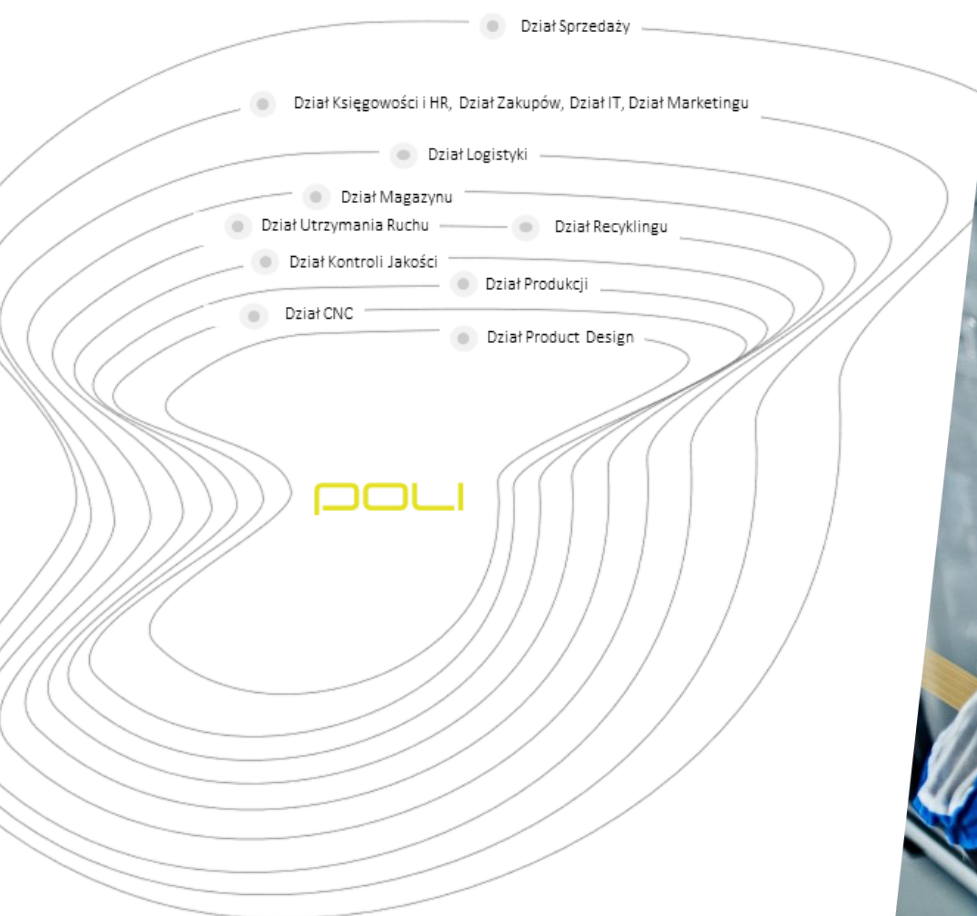 Dział Sprzedaży
Dział Księgowości i HR, Dział Zakupów, Dział IT, Dział Marketingu
Dział Logistyki
Dział Magazynu
Dział Utrzymania Ruchu
Dział Recyklingu
Dział Kontroli Jakości
Dział Produkcji
Dział CNC
Dział Product Design
POLI